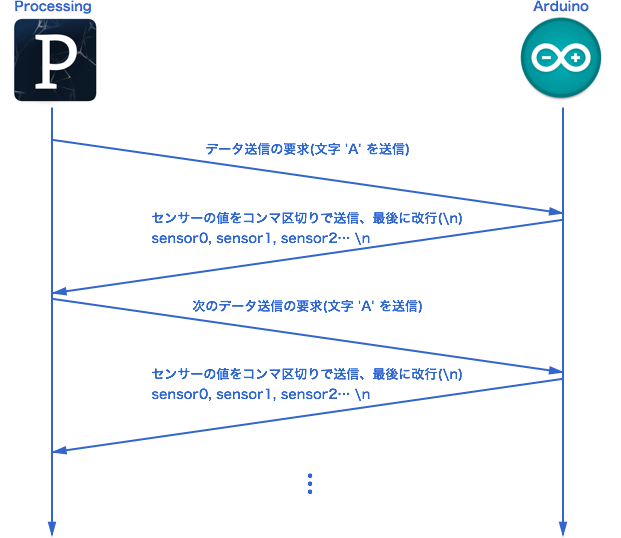 Processing
Arduino
P
データ送信の要求(文字 'A' を送信)
センサーの値をコンマ区切りで送信、最後に改行(\n)
sensor0, sensor1, sensor2… \n
次のデータ送信の要求(文字 'A' を送信)
センサーの値をコンマ区切りで送信、最後に改行(\n)
sensor0, sensor1, sensor2… \n